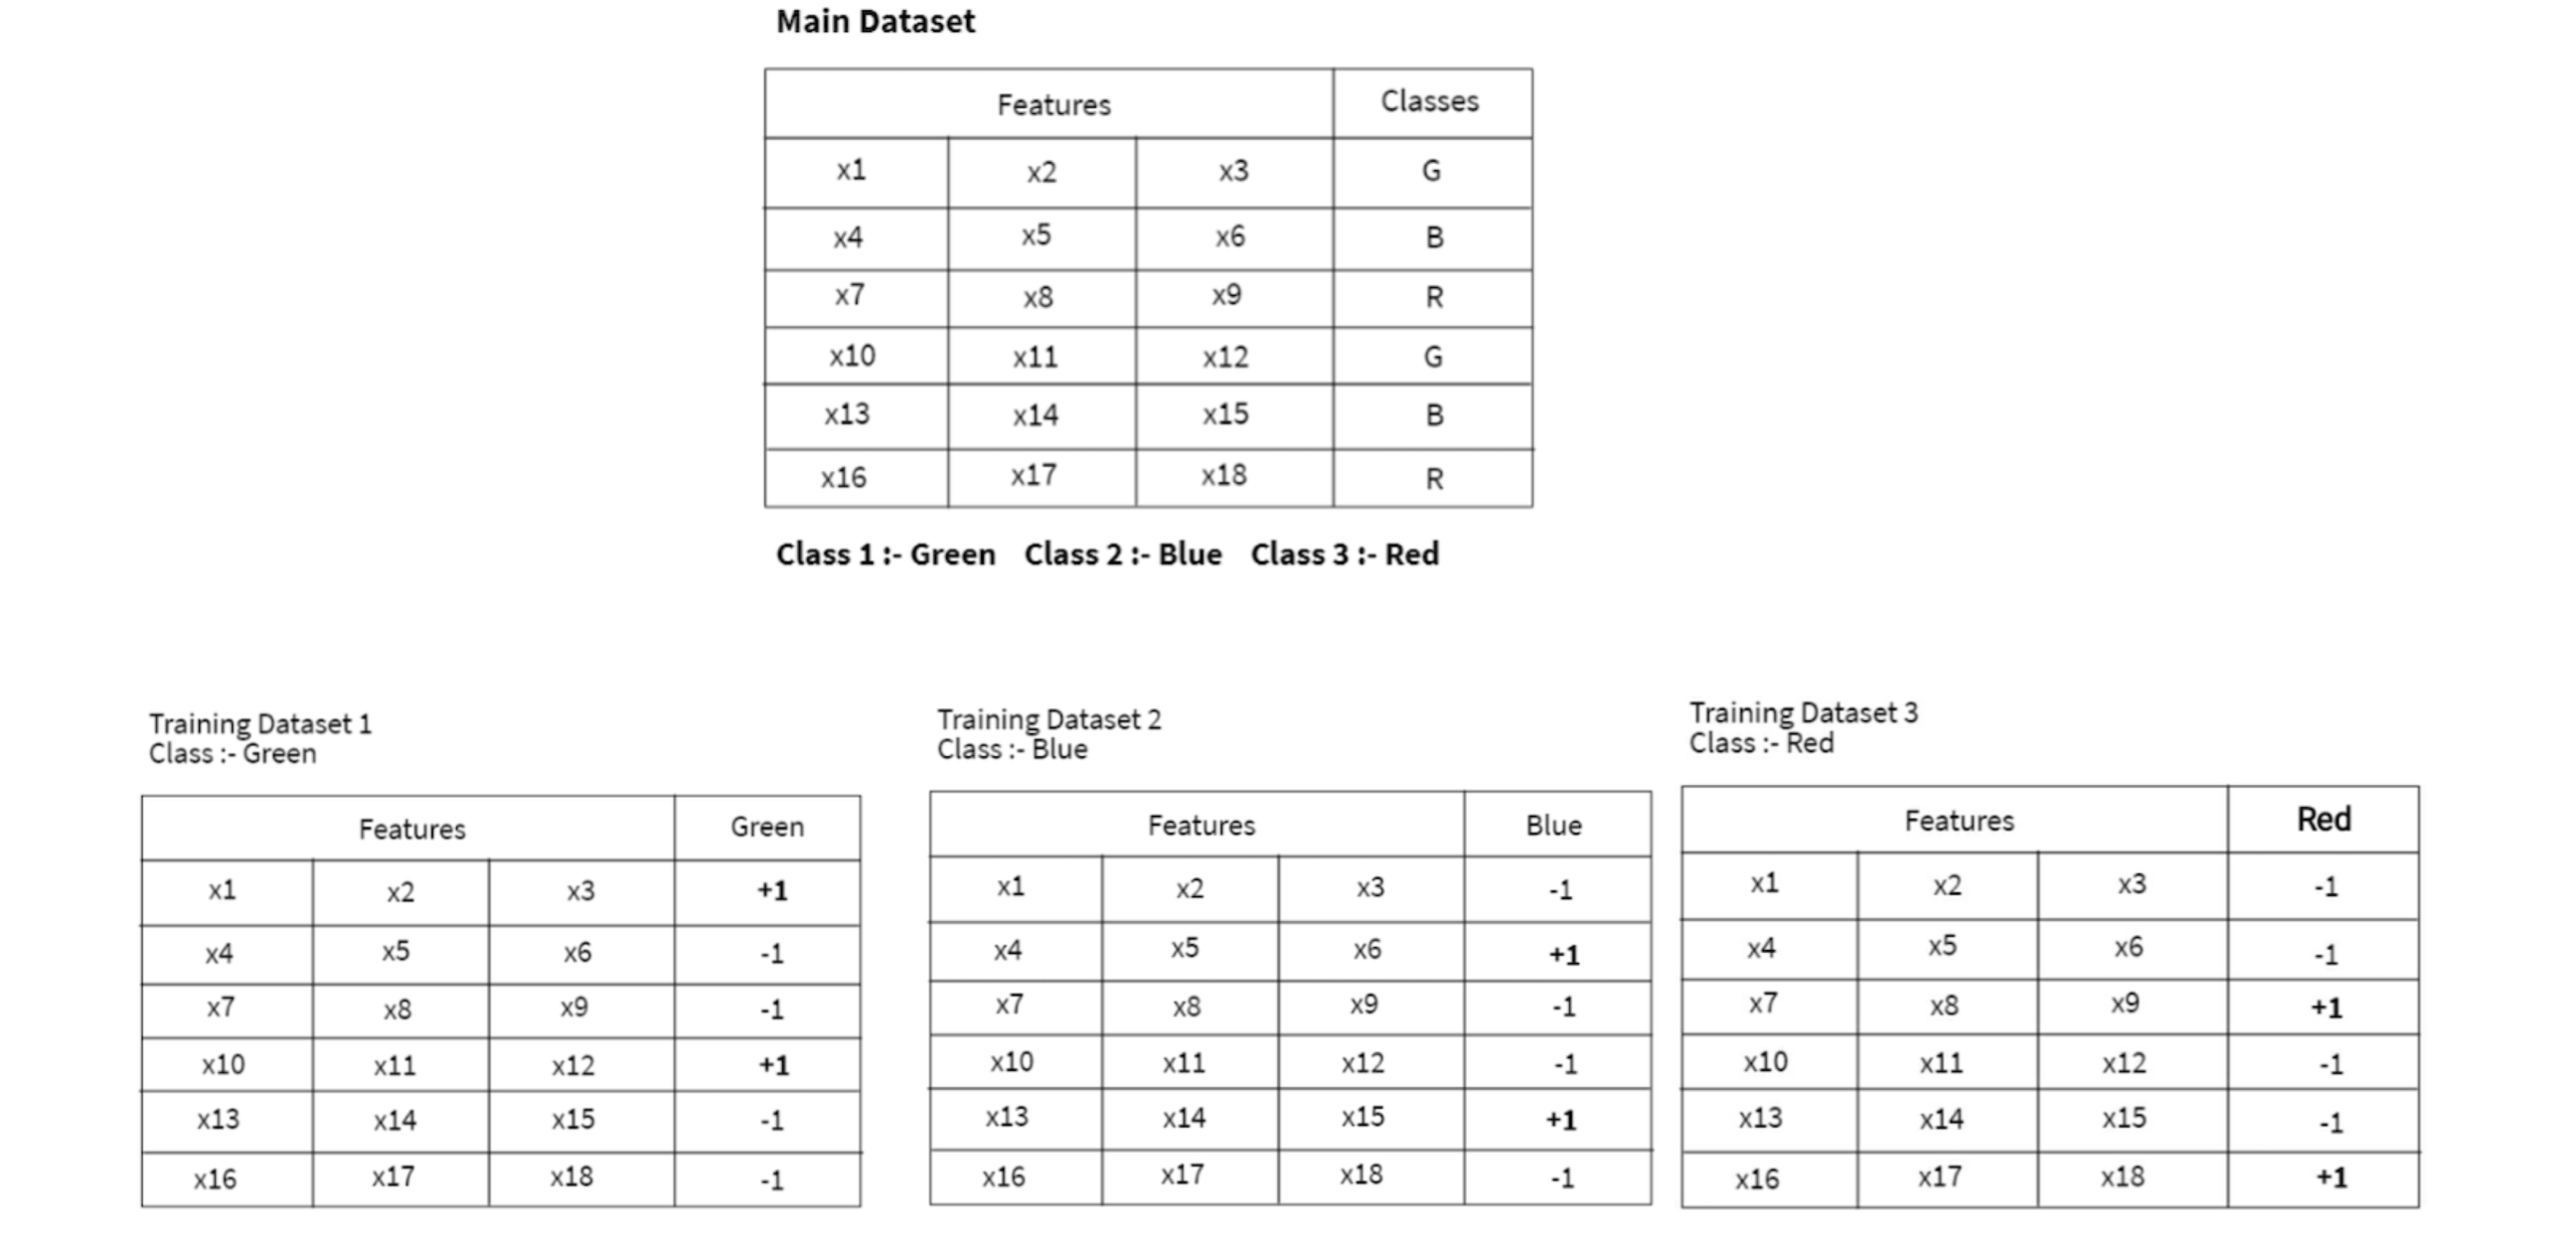 Main Dataset
Features Classes
x1 x2 x3 G
x4 x5 x6 B
x7 x8 x9 R
x10 x11 x12 G
x13 x14 x15 B
x16 x17 x18 R
Class 1 :- Green Class 2 :- Blue Class 3 :- Red
Training Dataset 1
Class :- Green
Features Green
x1 x2 x3 +1
x4 x5 x6 -1
x7 x8 x9 -1
x10 x11 x12 +1
x13 x14 x15 -1
x16 x17 x18 -1
Training Dataset 2
Class :- Blue
Features Blue
x1 x2 x3 -1
x4 x5 x6 +1
x7 x8 x9 -1
x10 x11 x12 -1
x13 x14 x15 +1
x16 x17 x18 -1
Training Dataset 3
Class :- Red
Features Red
x1 x2 x3 -1
x4 x5 x6 -1
x7 x8 x9 +1
x10 x11 x12 -1
x13 x14 x15 -1
x16 x17 x18 +1